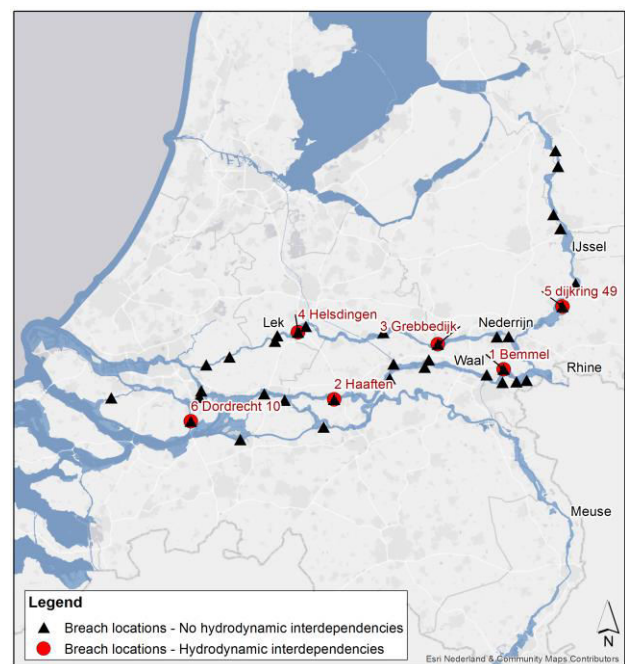 IJssel
5 dijkring 49
4 Helsdingen
Lek
3 Grebbedijk
Nederrijn
Waal
1 Bemmel
Rhine
2 Haaften
6 Dordrecht 10
Meuse
Legend
Breach locations - No hydrodynamic interdependencies
Breach locations - Hydrodynamic interdependencies
N
Esri Nederland & Community Maps Contributors